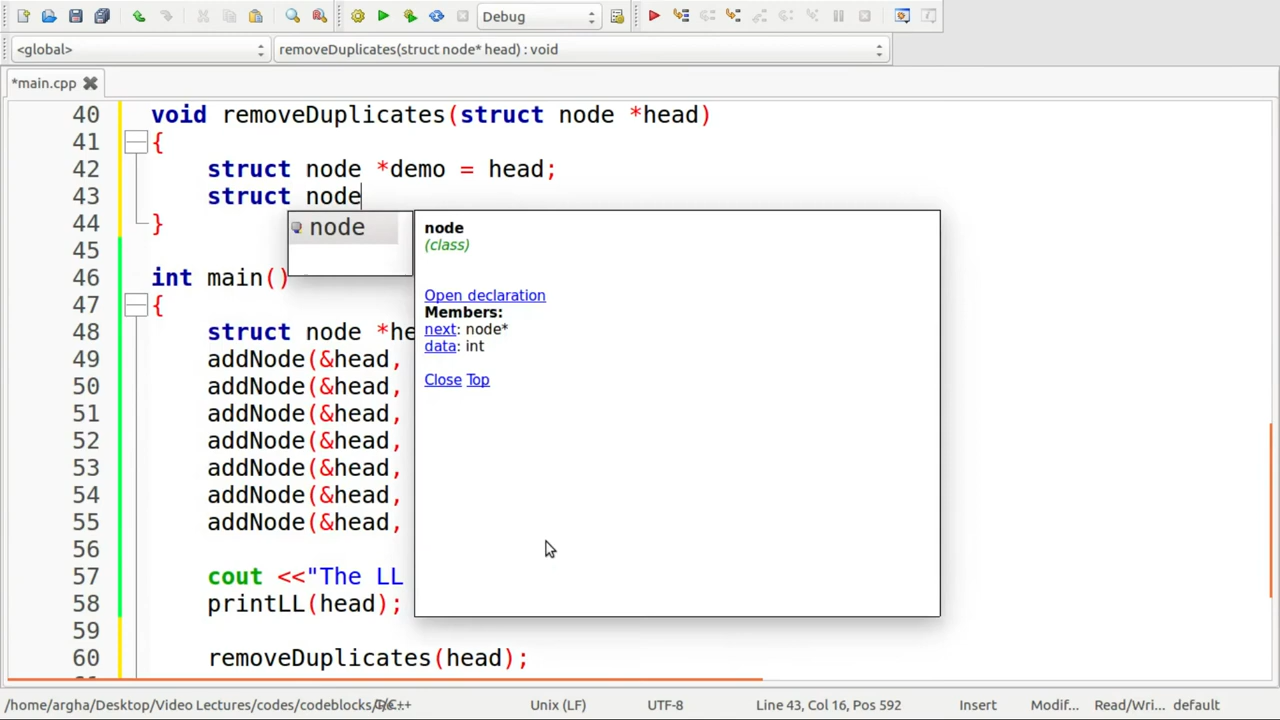 Debug
<global>
removeDuplicates(struct node* head) : void
*main.cpp
40 void removeDuplicates(struct node *head)
41 {
42 struct node *demo = head;
43 struct node
44 }
45
46 int main()
47 {
48 struct node *he
49 addNode(&head,
50 addNode(&head,
51 addNode(&head,
52 addNode(&head,
53 addNode(&head,
54 addNode(&head,
55 addNode(&head,
56
57 cout <<"The LL
58 printLL(head);
59
60 removeDuplicates(head);
node
node
(class)
Open declaration
Members:
next: node*
data: int
Close Top
/home/argha/Desktop/Video Lectures/codes/codeblocks/
C/C++
Unix (LF)
UTF-8
Line 43, Col 16, Pos 592
Insert
Modif...
Read/Wri...
default